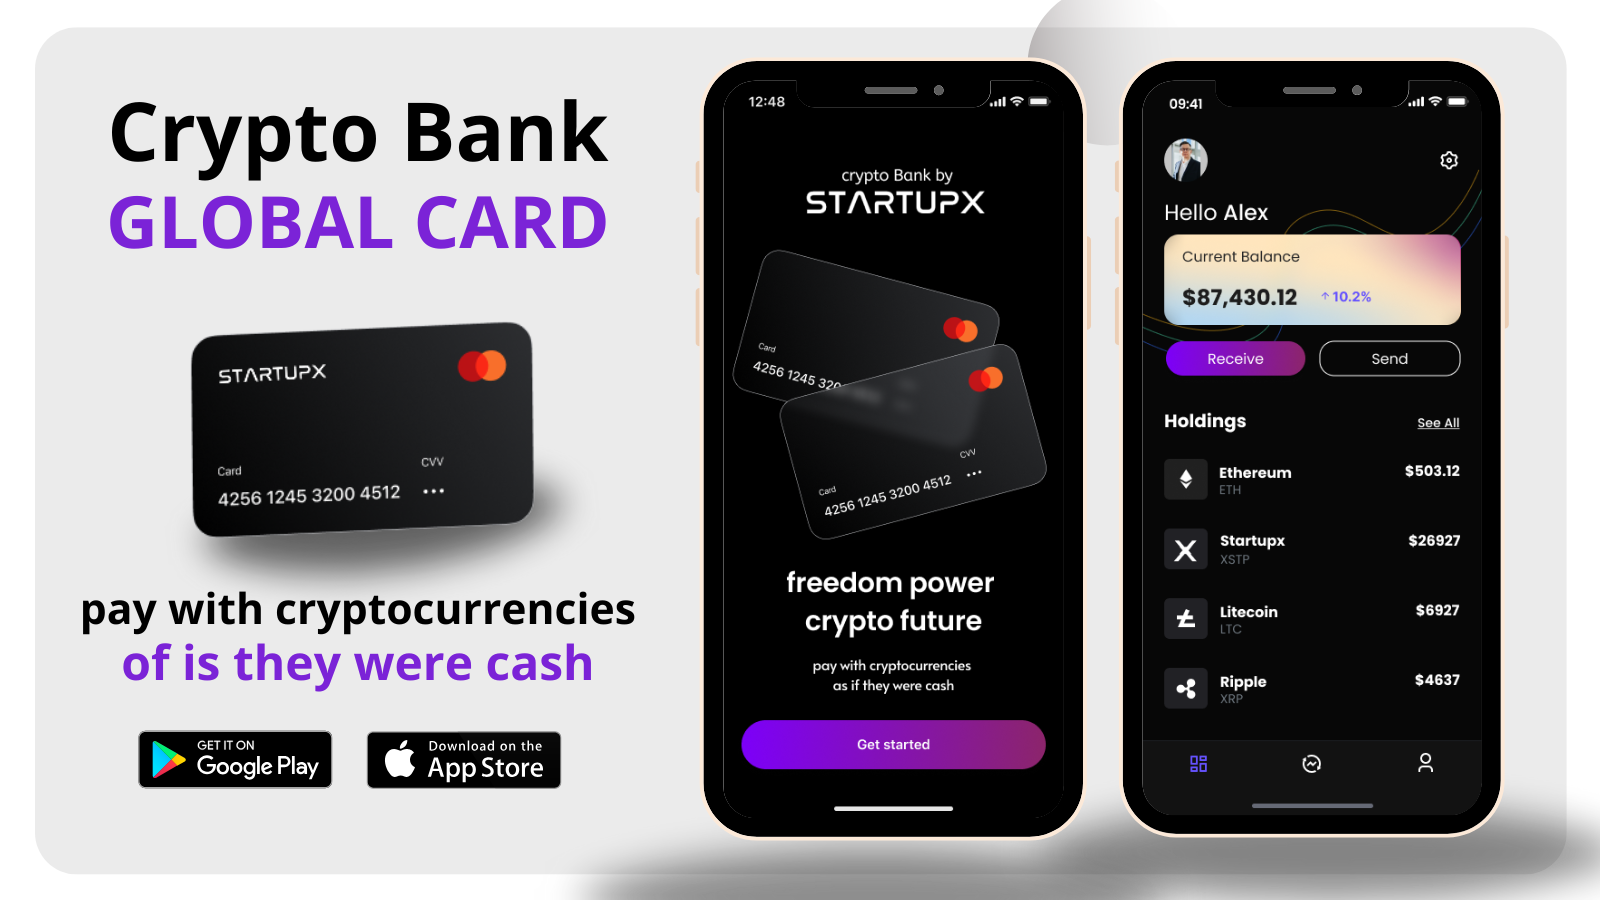 Crypto Bank
GLOBAL CARD
STARTUPX
Card
CVV
4256 1245 3200 4512 •••
pay with cryptocurrencies
of is they were cash
GET IT ON
Google Play
Download on the
App Store
12:48
crypto Bank by
STARTUPX
Card
4256 1245 320
CVV
Card
4256 1245 3200 4512 •••
freedom power
crypto future
pay with cryptocurrencies
as if they were cash
Get started
09:41
Hello Alex
Current Balance
$87,430.12 ↑10.2%
Receive Send
Holdings See All
Ethereum $503.12
ETH
Startupx $26927
XSTP
Litecoin $6927
LTC
Ripple $4637
XRP